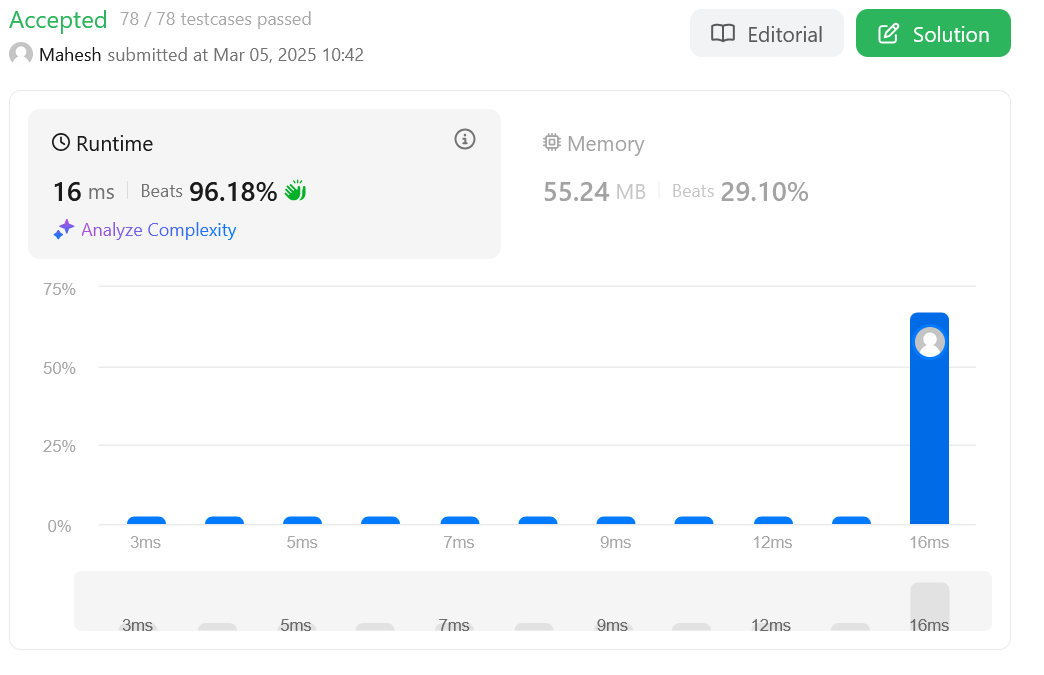 Accepted 78 / 78 testcases passed
Mahesh submitted at Mar 05, 2025 10:42
Editorial
Solution
Runtime
16 ms Beats 96.18%
Analyze Complexity
Memory
55.24 MB Beats 29.10%
75%
50%
25%
0%
3ms 5ms 7ms 9ms 12ms 16ms
3ms 5ms 7ms 9ms 12ms 16ms